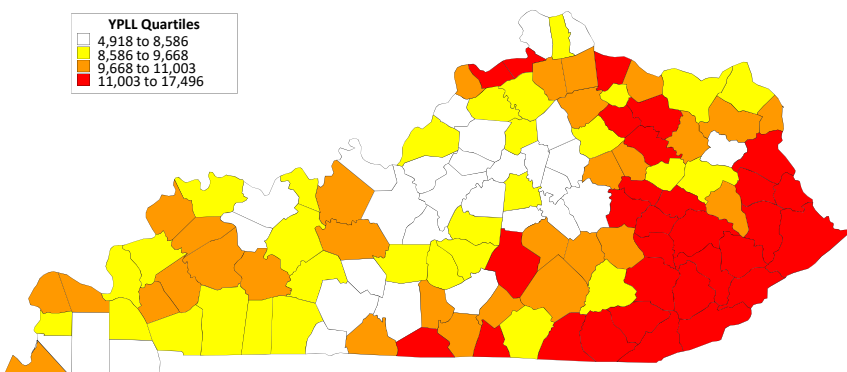 YPLL Quartiles
4,918 to 8,586
8,586 to 9,668
9,668 to 11,003
11,003 to 17,496